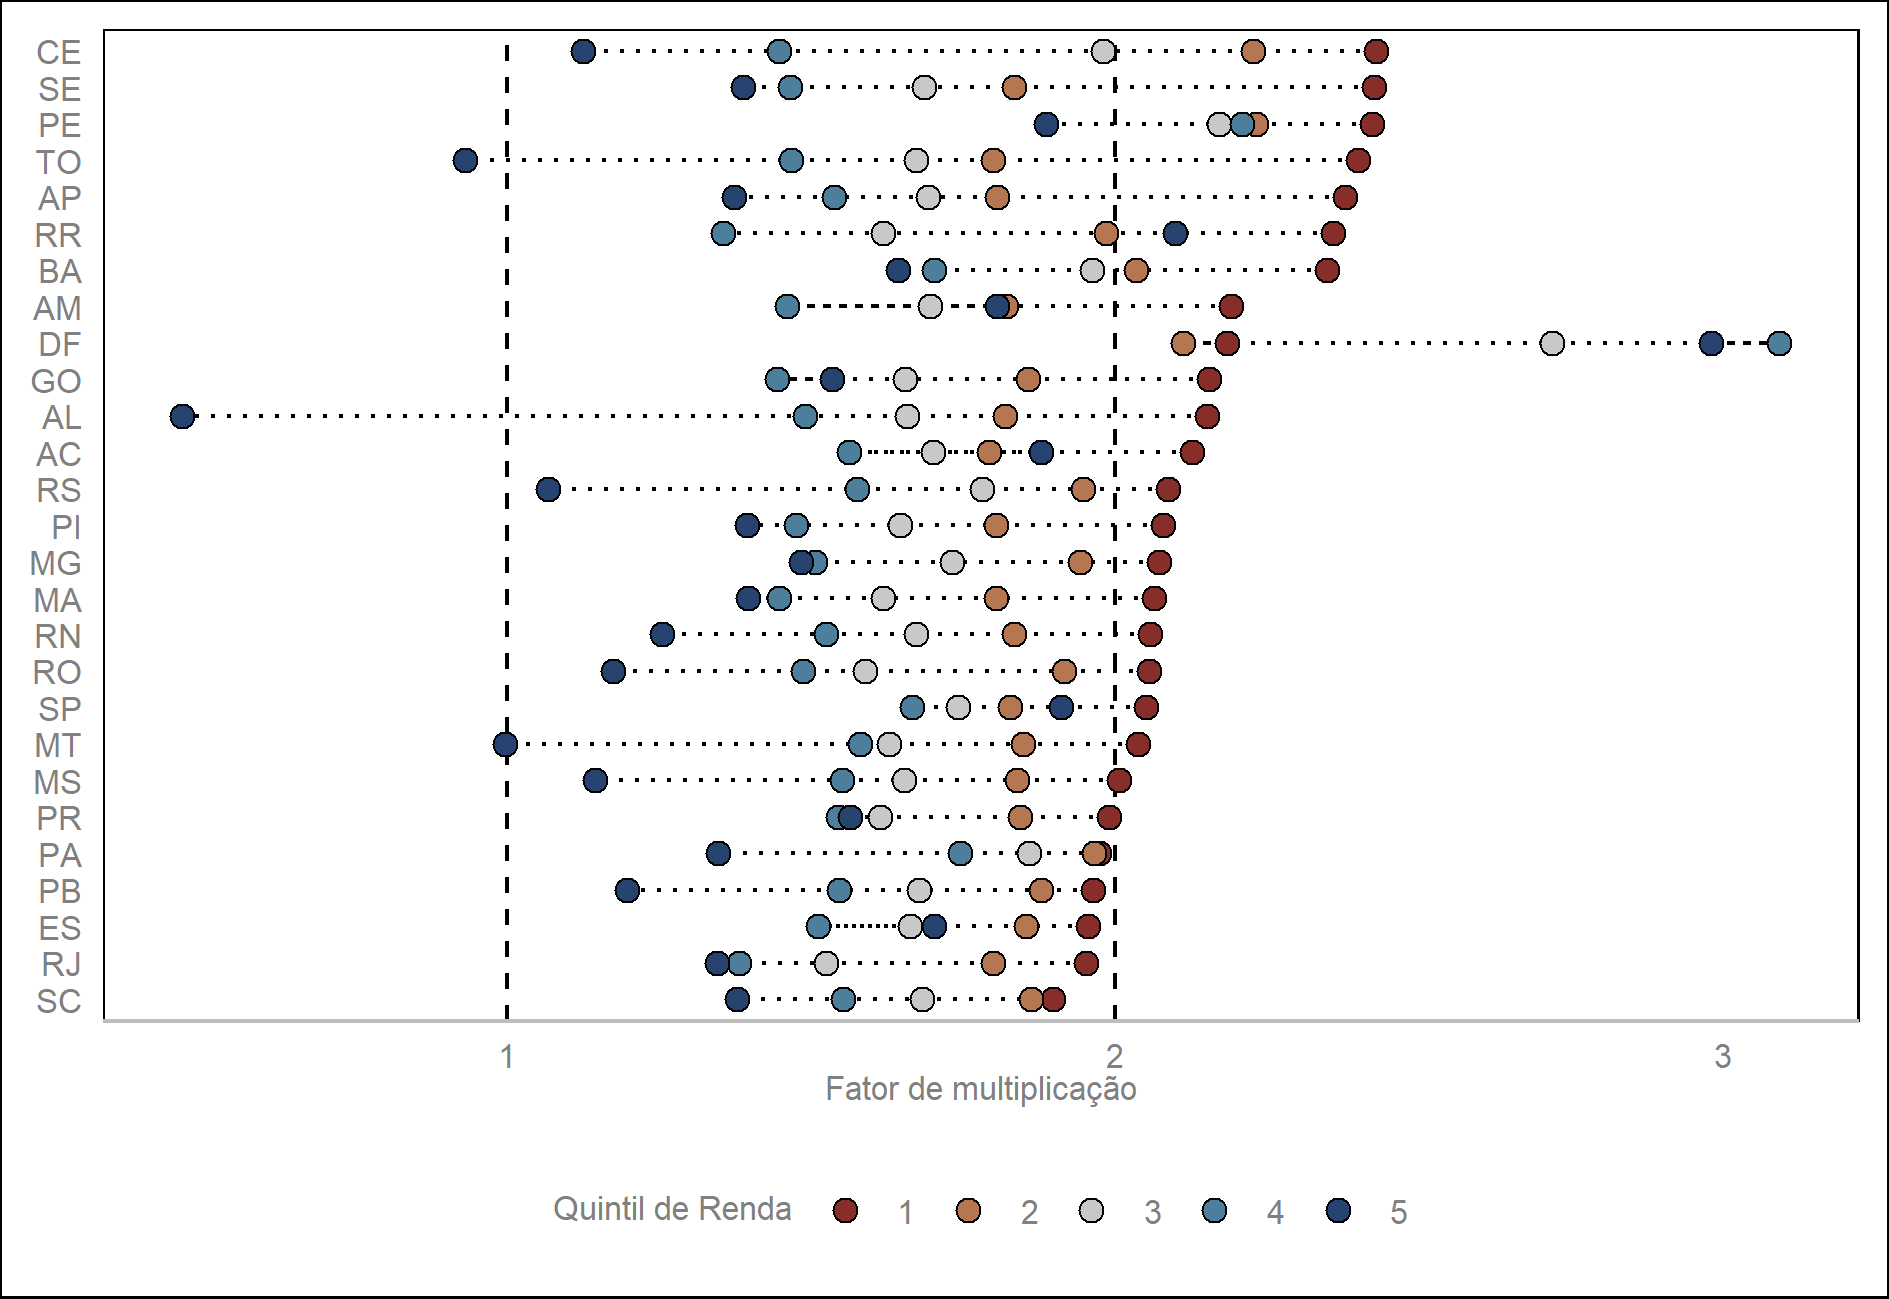 CE
SE
PE
TO
AP
RR
BA
AM
DF
GO
AL
AC
RS
PI
MG
MA
RN
RO
SP
MT
MS
PR
PA
PB
ES
RJ
SC
1 2 3
Fator de multiplicação
Quintil de Renda 1 2 3 4 5